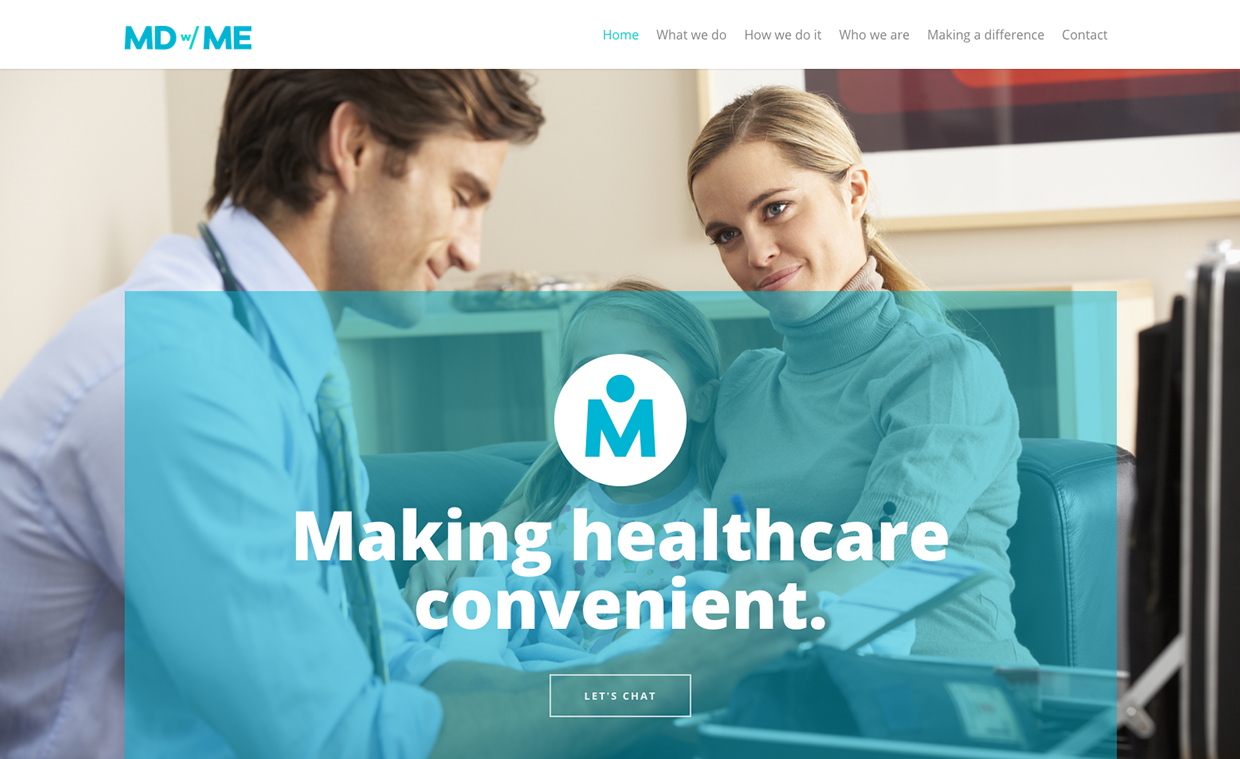 MD w/ ME
Home What we do How we do it Who we are Making a difference Contact
M
Making healthcare
convenient.
LET'S CHAT